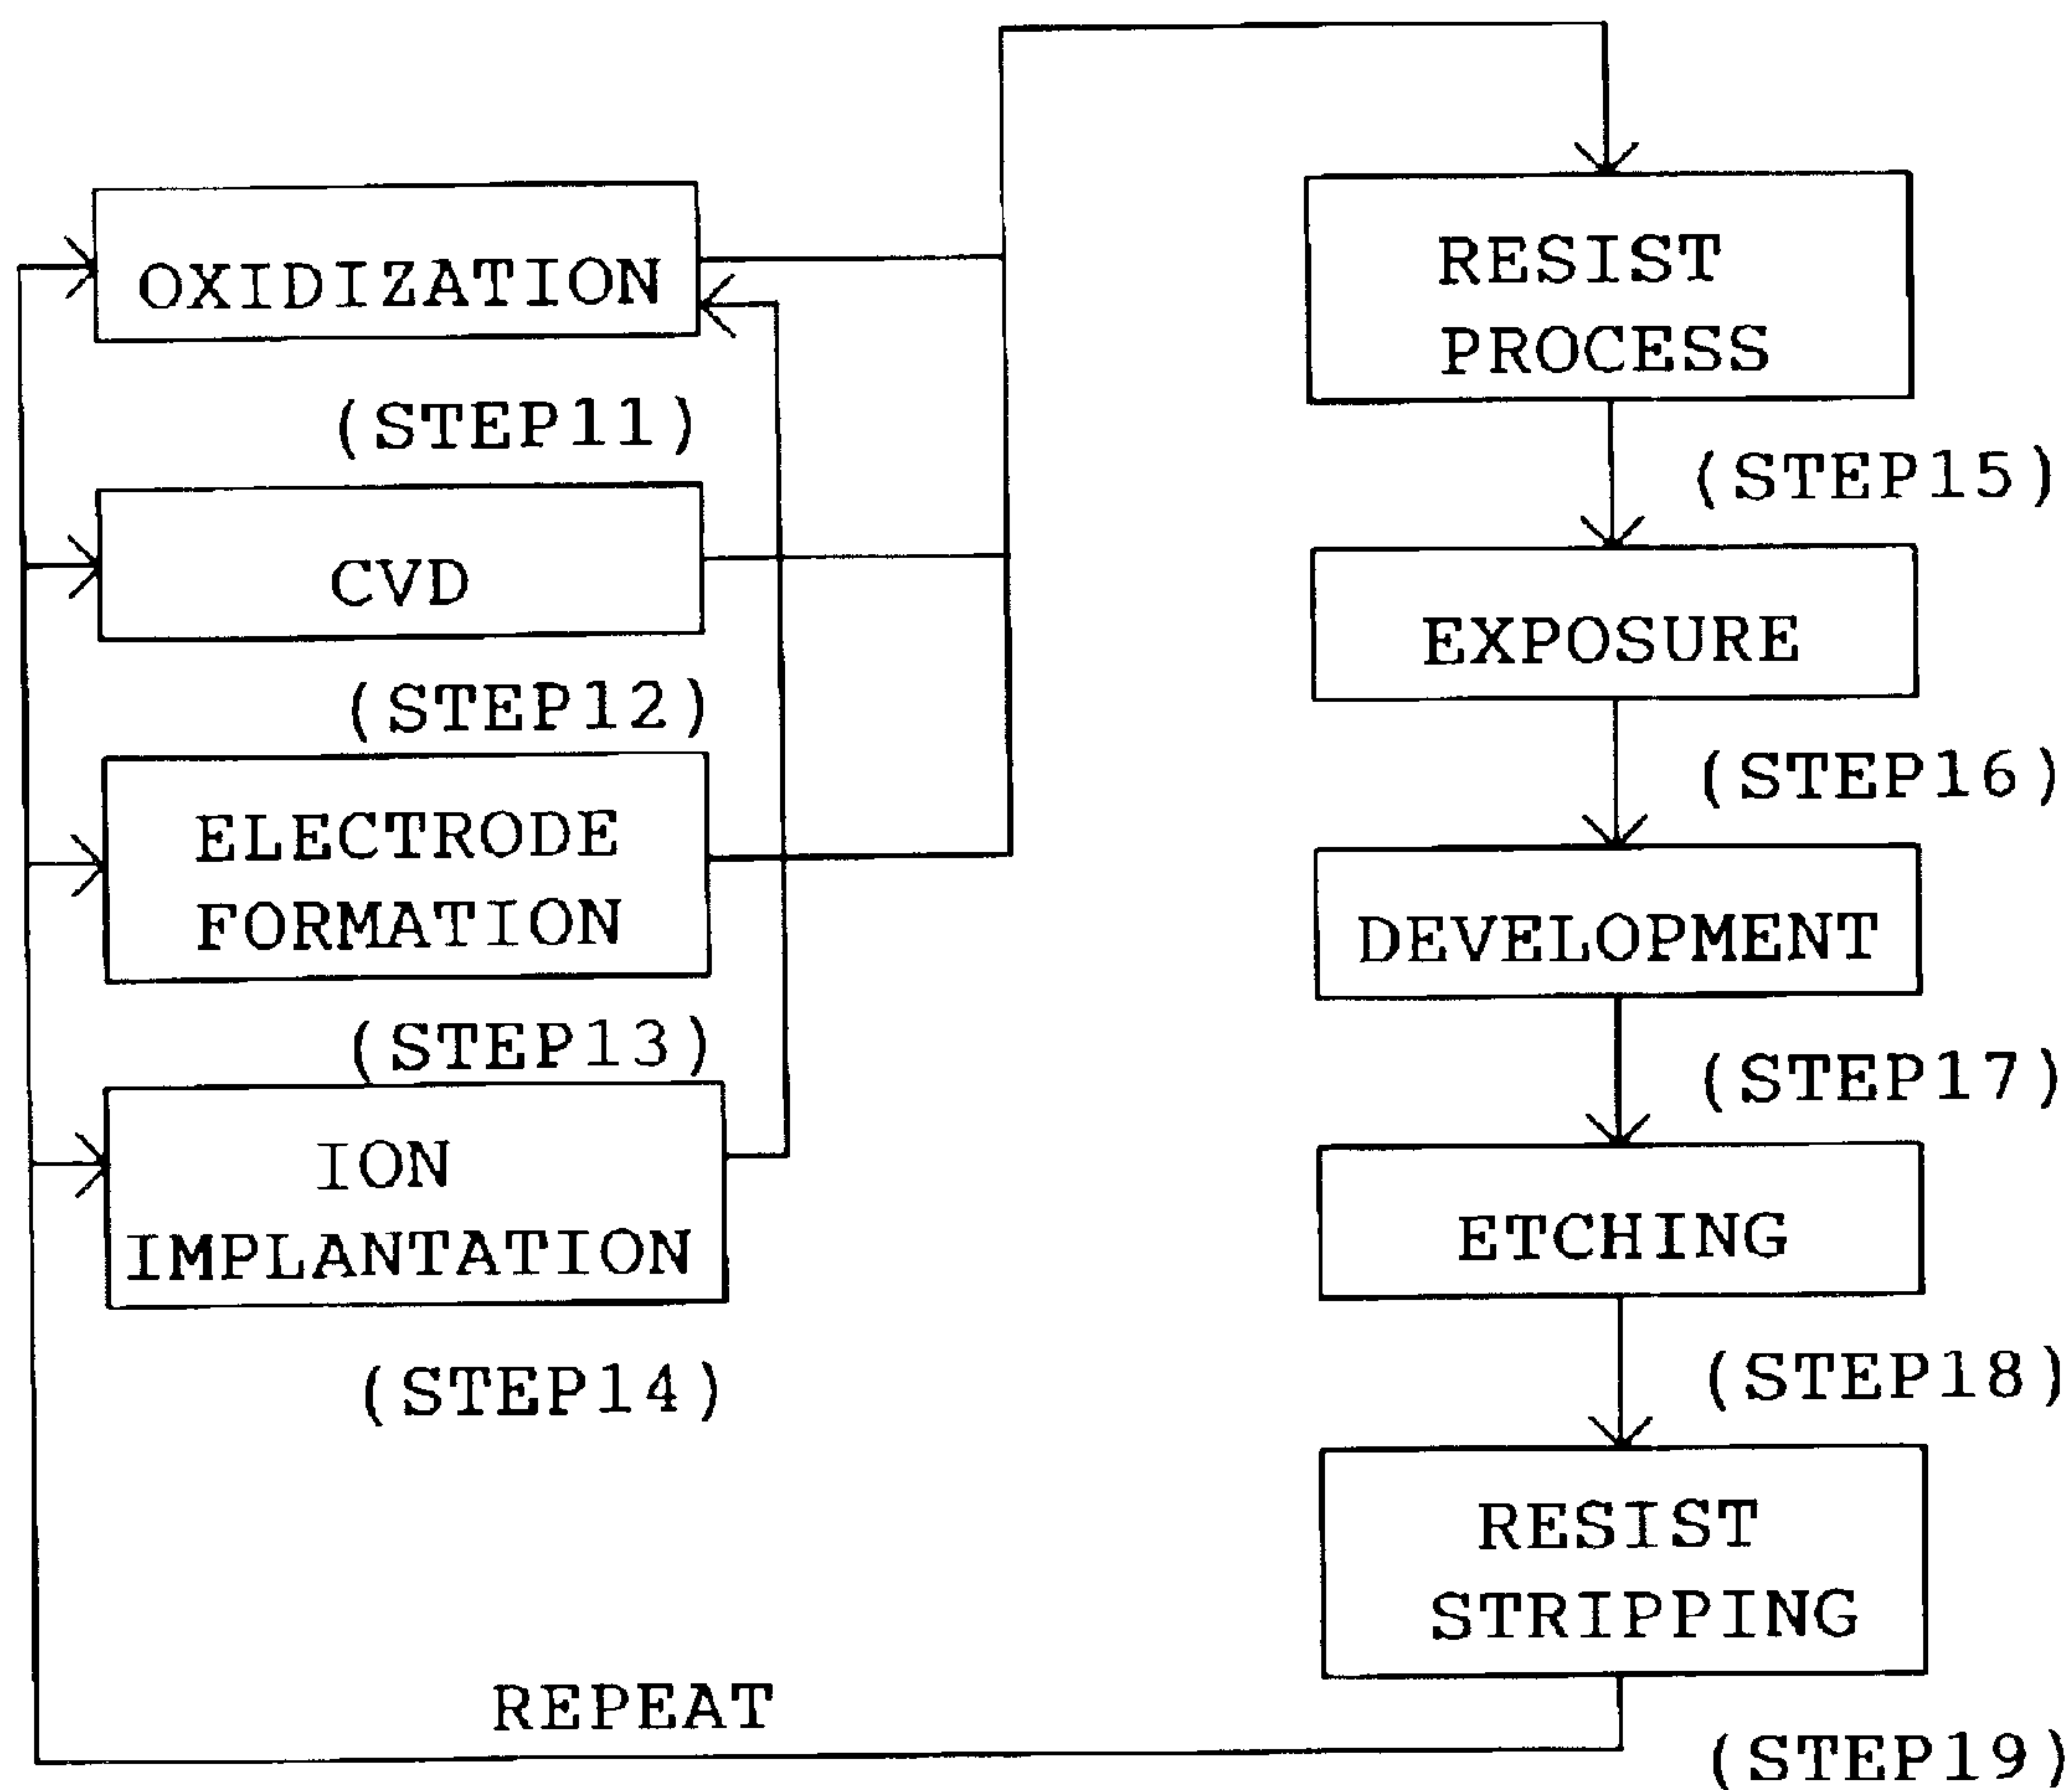 OXIDIZATION
(STEP11)
CVD
(STEP12)
ELECTRODE
FORMATION
(STEP13)
ION
IMPLANTATION
(STEP14)
RESIST
PROCESS
(STEP15)
EXPOSURE
(STEP16)
DEVELOPMENT
(STEP17)
ETCHING
(STEP18)
RESIST
STRIPPING
(STEP19)
REPEAT